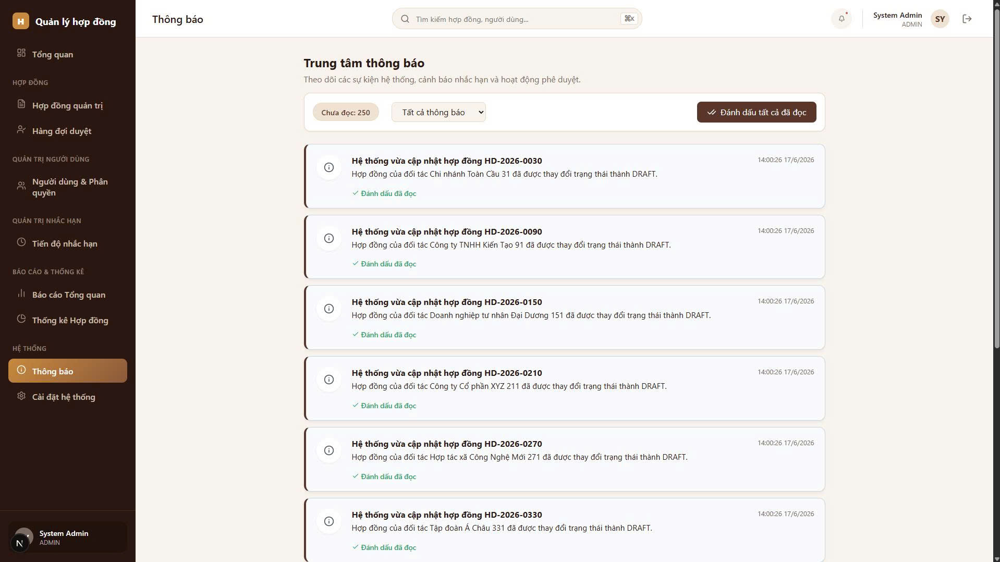 H Quản lý hợp đồng
Tổng quan
HỢP ĐỒNG
Hợp đồng quản trị
Hàng đợi duyệt
QUẢN TRỊ NGƯỜI DÙNG
Người dùng & Phân
quyền
QUẢN TRỊ NHẮC HẠN
Tiến độ nhắc hạn
BÁO CÁO & THỐNG KÊ
Báo cáo Tổng quan
Thống kê Hợp đồng
HỆ THỐNG
Thông báo
Cài đặt hệ thống
System Admin
ADMIN
N
Thông báo
Tìm kiếm hợp đồng, người dùng...
⌘K
System Admin
ADMIN
SY
Trung tâm thông báo
Theo dõi các sự kiện hệ thống, cảnh báo nhắc hạn và hoạt động phê duyệt.
Chưa đọc: 250
Tất cả thông báo
Đánh dấu tất cả đã đọc
Hệ thống vừa cập nhật hợp đồng HD-2026-0030
14:00:26 17/6/2026
Hợp đồng của đối tác Chi nhánh Toàn Cầu 31 đã được thay đổi trạng thái thành DRAFT.
Đánh dấu đã đọc
Hệ thống vừa cập nhật hợp đồng HD-2026-0090
14:00:26 17/6/2026
Hợp đồng của đối tác Công ty TNHH Kiến Tạo 91 đã được thay đổi trạng thái thành DRAFT.
Đánh dấu đã đọc
Hệ thống vừa cập nhật hợp đồng HD-2026-0150
14:00:26 17/6/2026
Hợp đồng của đối tác Doanh nghiệp tư nhân Đại Dương 151 đã được thay đổi trạng thái thành DRAFT.
Đánh dấu đã đọc
Hệ thống vừa cập nhật hợp đồng HD-2026-0210
14:00:26 17/6/2026
Hợp đồng của đối tác Công ty Cổ phần XYZ 211 đã được thay đổi trạng thái thành DRAFT.
Đánh dấu đã đọc
Hệ thống vừa cập nhật hợp đồng HD-2026-0270
14:00:26 17/6/2026
Hợp đồng của đối tác Hợp tác xã Công Nghệ Mới 271 đã được thay đổi trạng thái thành DRAFT.
Đánh dấu đã đọc
Hệ thống vừa cập nhật hợp đồng HD-2026-0330
14:00:26 17/6/2026
Hợp đồng của đối tác Tập đoàn Á Châu 331 đã được thay đổi trạng thái thành DRAFT.
Đánh dấu đã đọc